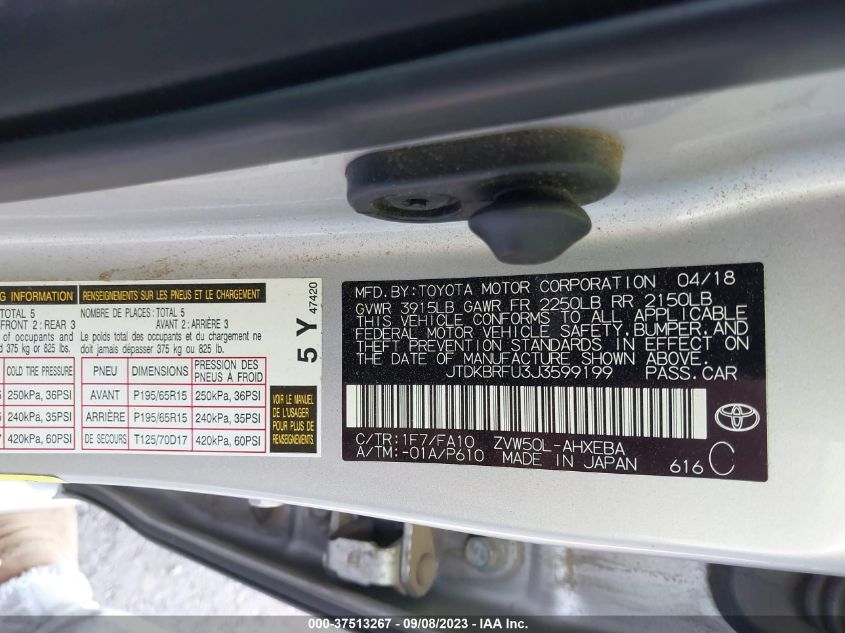 G INFORMATION RENSEIGNEMENTS SUR LES PNEUS ET LE CHARGEMENT
TOTAL 5
FRONT 2 : REAR 3
of occupants and
375 kg or 825 lbs.
NOMBRE DE PLACES : TOTAL 5
AVANT 2 : ARRIÈRE 3
Le poids total des occupants et du chargement ne
doit jamais dépasser 375 kg ou 825 lb.
COLD TIRE PRESSURE
250kPa, 36PSI
240kPa, 35PSI
420kPa, 60PSI
PNEU DIMENSIONS PRESSION DES PNEUS À FROID
AVANT P195/65R15 250kPa, 36PSI
ARRIÈRE P195/65R15 240kPa, 35PSI
DE SECOURS T125/70D17 420kPa, 60PSI
VOIR LE MANUEL
DE L'USAGER
POUR PLUS DE
RENSEIGNEMENTS
5 Y
47420
MFD. BY: TOYOTA MOTOR CORPORATION 04/18
GVWR 3915LB GAWR FR 2250LB RR 2150LB
THIS VEHICLE CONFORMS TO ALL APPLICABLE
FEDERAL MOTOR VEHICLE SAFETY, BUMPER, AND
THEFT PREVENTION STANDARDS IN EFFECT ON
THE DATE OF MANUFACTURE SHOWN ABOVE.
JTDKBRFU3J3599199 PASS. CAR
C/TR: 1F7/FA10 ZVW50L-AHXEBA
A/TM: -01A/P610 MADE IN JAPAN 616 C
000-37513267 - 09/08/2023 - IAA Inc.